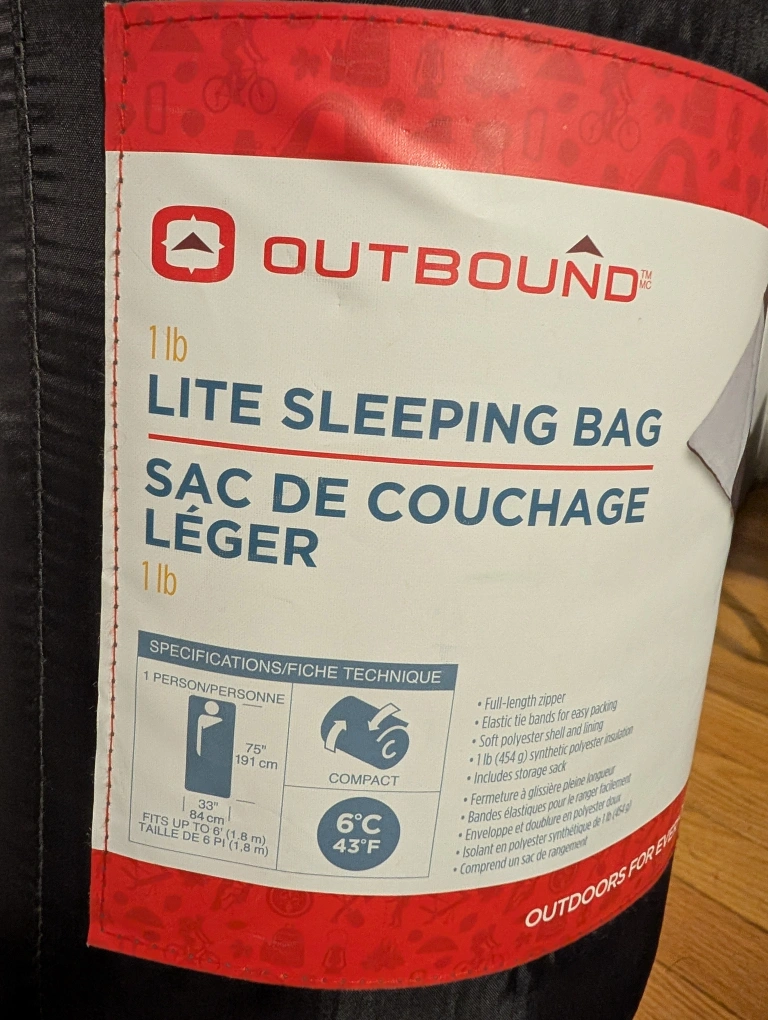 OUTBOUND™ MC
1 lb
LITE SLEEPING BAG
SAC DE COUCHAGE
LÉGER
1 lb
SPECIFICATIONS/FICHE TECHNIQUE
1 PERSON/PERSONNE
75"
191 cm
33"
84 cm
FITS UP TO 6' (1.8 m)
TAILLE DE 6 PI (1,8 m)
COMPACT
6°C
43°F
• Full-length zipper
• Elastic tie bands for easy packing
• Soft polyester shell and lining
• 1 lb (454 g) synthetic polyester insulation
• Includes storage sack
• Fermeture à glissière pleine longueur
• Bandes élastiques pour le ranger facilement
• Enveloppe et doublure en polyester doux
• Isolant en polyester synthétique de 1 lb (454 g)
• Comprend un sac de rangement
OUTDOORS FOR